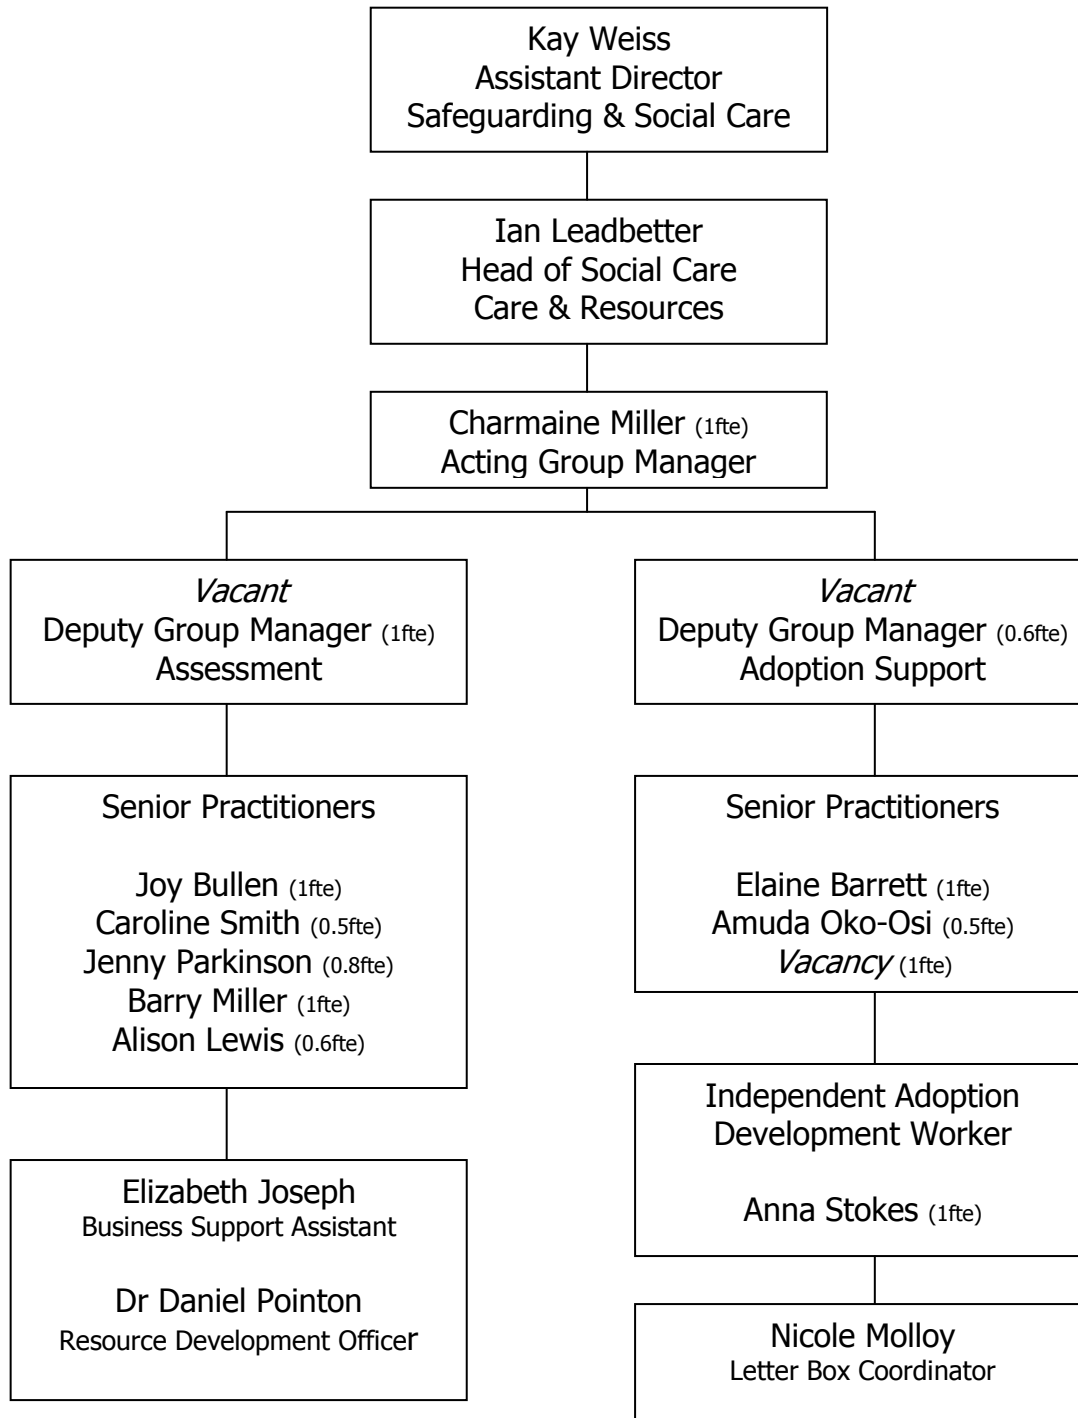 Kay Weiss
Assistant Director
Safeguarding & Social Care
Ian Leadbetter
Head of Social Care
Care & Resources
Charmaine Miller (1fte)
Acting Group Manager
Vacant
Deputy Group Manager (1fte)
Assessment
Vacant
Deputy Group Manager (0.6fte)
Adoption Support
Senior Practitioners
Joy Bullen (1fte)
Caroline Smith (0.5fte)
Jenny Parkinson (0.8fte)
Barry Miller (1fte)
Alison Lewis (0.6fte)
Senior Practitioners
Elaine Barrett (1fte)
Amuda Oko-Osi (0.5fte)
Vacancy (1fte)
Elizabeth Joseph
Business Support Assistant
Dr Daniel Pointon
Resource Development Officer
Independent Adoption
Development Worker
Anna Stokes (1fte)
Nicole Molloy
Letter Box Coordinator